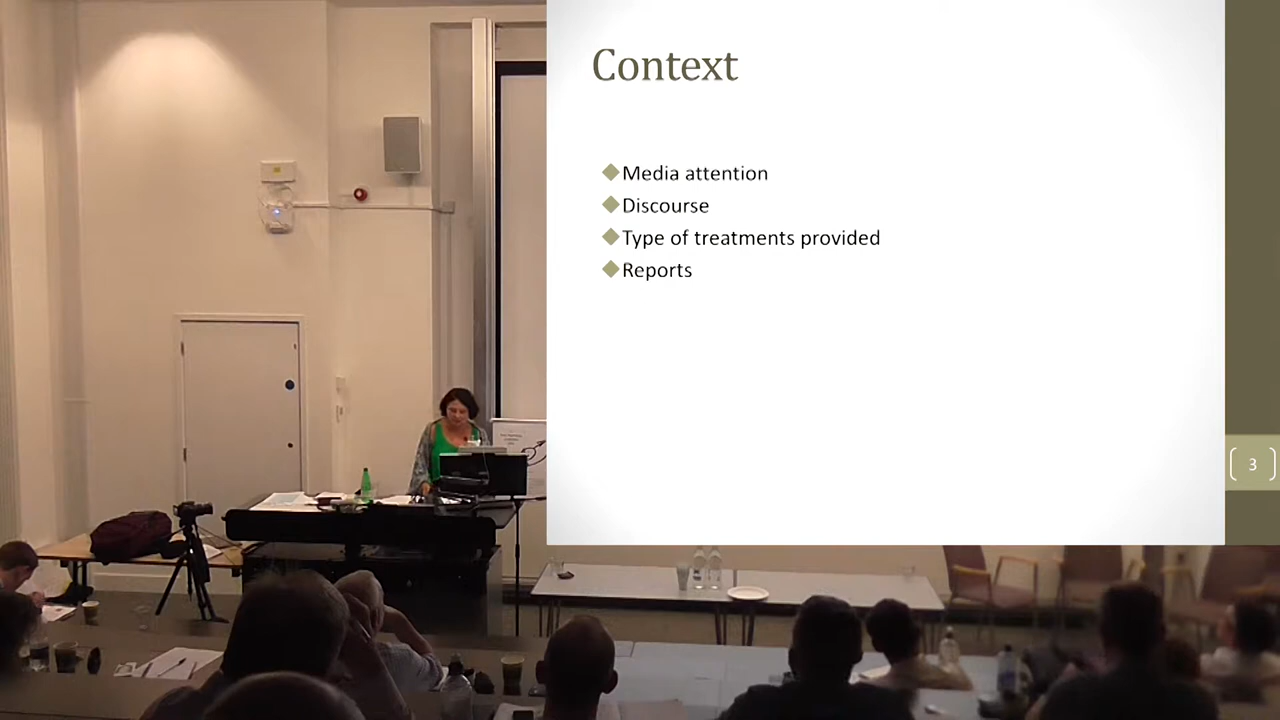 Context
Media attention
Discourse
Type of treatments provided
Reports
3